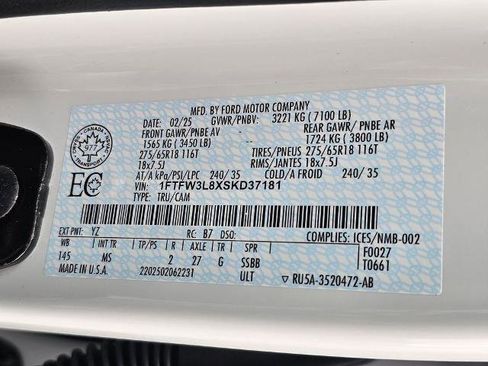 MFD. BY FORD MOTOR COMPANY
DATE: 02/25 GVWR/PNBV: 3221 KG ( 7100 LB)
FRONT GAWR/PNBE AV REAR GAWR/ PNBE AR
1565 KG ( 3450 LB) 1724 KG ( 3800 LB)
275/65R18 116T TIRES/PNEUS 275/65R18 116T
18x7.5J RIMS/JANTES 18x7.5J
AT/A kPa/PSI/LPC 240/ 35 COLD/A FROID 240/ 35
VIN: 1FTFW3L8XSKD37181
TYPE: TRU/CAM
CANADA
977
TRANSPORT
EC
EXT PNT: YZ RC: B7 DSO: COMPLIES: ICES/NMB-002
WB INT TR TP/PS R AXLE TR SPR F0027
145 MS 2 27 G SSBB T0661
MADE IN U.S.A. 2202502062231 ULT ▽ RU5A-3520472-AB